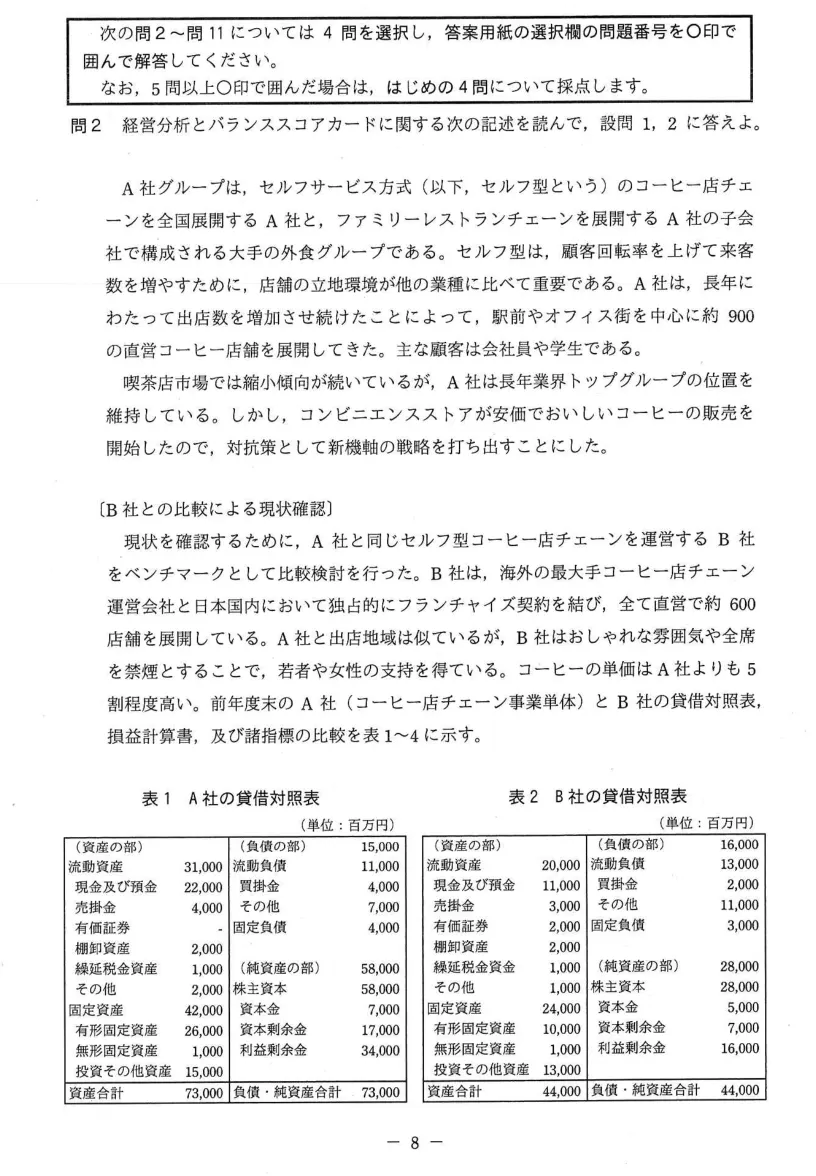 次の問２～問11については 4 問を選択し，答案用紙の選択欄の問題番号を○印で
囲んで解答してください。
なお，5 問以上○印で囲んだ場合は，はじめの 4 問について採点します。
問２　経営分析とバランススコアカードに関する次の記述を読んで，設問 1，2 に答えよ。
A 社グループは，セルフサービス方式（以下，セルフ型という）のコーヒー店チェ
ーンを全国展開する A 社と，ファミリーレストランチェーンを展開する A 社の子会
社で構成される大手の外食グループである。セルフ型は，顧客回転率を上げて来客
数を増やすために，店舗の立地環境が他の業種に比べて重要である。A 社は，長年に
わたって出店数を増加させ続けたことによって，駅前やオフィス街を中心に約 900
の直営コーヒー店舗を展開してきた。主な顧客は会社員や学生である。
喫茶店市場では縮小傾向が続いているが，A 社は長年業界トップグループの位置を
維持している。しかし，コンビニエンスストアが安価でおいしいコーヒーの販売を
開始したので，対抗策として新機軸の戦略を打ち出すことにした。
〔B 社との比較による現状確認〕
現状を確認するために，A 社と同じセルフ型コーヒー店チェーンを運営する B 社
をベンチマークとして比較検討を行った。B 社は，海外の最大手コーヒー店チェーン
運営会社と日本国内において独占的にフランチャイズ契約を結び，全て直営で約 600
店舗を展開している。A 社と出店地域は似ているが，B 社はおしゃれな雰囲気や全席
を禁煙とすることで，若者や女性の支持を得ている。コーヒーの単価は A 社よりも 5
割程度高い。前年度末の A 社（コーヒー店チェーン事業単体）と B 社の貸借対照表，
損益計算書，及び諸指標の比較を表 1～4 に示す。
表１　A 社の貸借対照表
（単位：百万円）
（資産の部） （負債の部） 15,000
流動資産 31,000 流動負債 11,000
現金及び預金 22,000 買掛金 4,000
売掛金 4,000 その他 7,000
有価証券 - 固定負債 4,000
棚卸資産 2,000
繰延税金資産 1,000 （純資産の部） 58,000
その他 2,000 株主資本 58,000
固定資産 42,000 資本金 7,000
有形固定資産 26,000 資本剰余金 17,000
無形固定資産 1,000 利益剰余金 34,000
投資その他資産 15,000
資産合計 73,000 負債・純資産合計 73,000
表２　B 社の貸借対照表
（単位：百万円）
（資産の部） （負債の部） 16,000
流動資産 20,000 流動負債 13,000
現金及び預金 11,000 買掛金 2,000
売掛金 3,000 その他 11,000
有価証券 2,000 固定負債 3,000
棚卸資産 2,000
繰延税金資金 1,000 （純資産の部） 28,000
その他 1,000 株主資本 28,000
固定資産 24,000 資本金 5,000
有形固定資産 10,000 資本剰余金 7,000
無形固定資産 1,000 利益剰余金 16,000
投資その他資産 13,000
資産合計 44,000 負債・純資産合計 44,000
－ 8 －